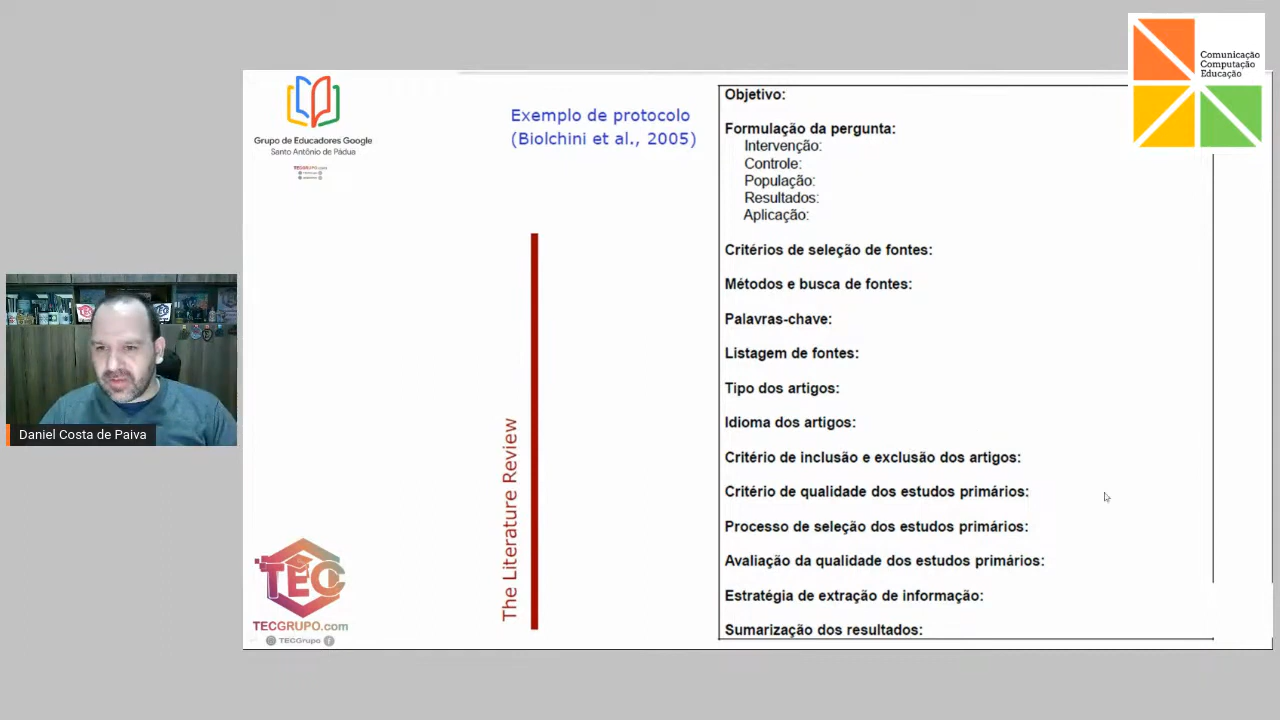 Comunicação
Computação
Educação
Grupo de Educadores Google
Santo Antônio de Pádua
TECGRUPO.com
Exemplo de protocolo
(Biolchini et al., 2005)
The Literature Review
Objetivo:
Formulação da pergunta:
Intervenção:
Controle:
População:
Resultados:
Aplicação:
Critérios de seleção de fontes:
Métodos e busca de fontes:
Palavras-chave:
Listagem de fontes:
Tipo dos artigos:
Idioma dos artigos:
Critério de inclusão e exclusão dos artigos:
Critério de qualidade dos estudos primários:
Processo de seleção dos estudos primários:
Avaliação da qualidade dos estudos primários:
Estratégia de extração de informação:
Sumarização dos resultados:
Daniel Costa de Paiva
TEC
TECGRUPO.com
TECGrupo